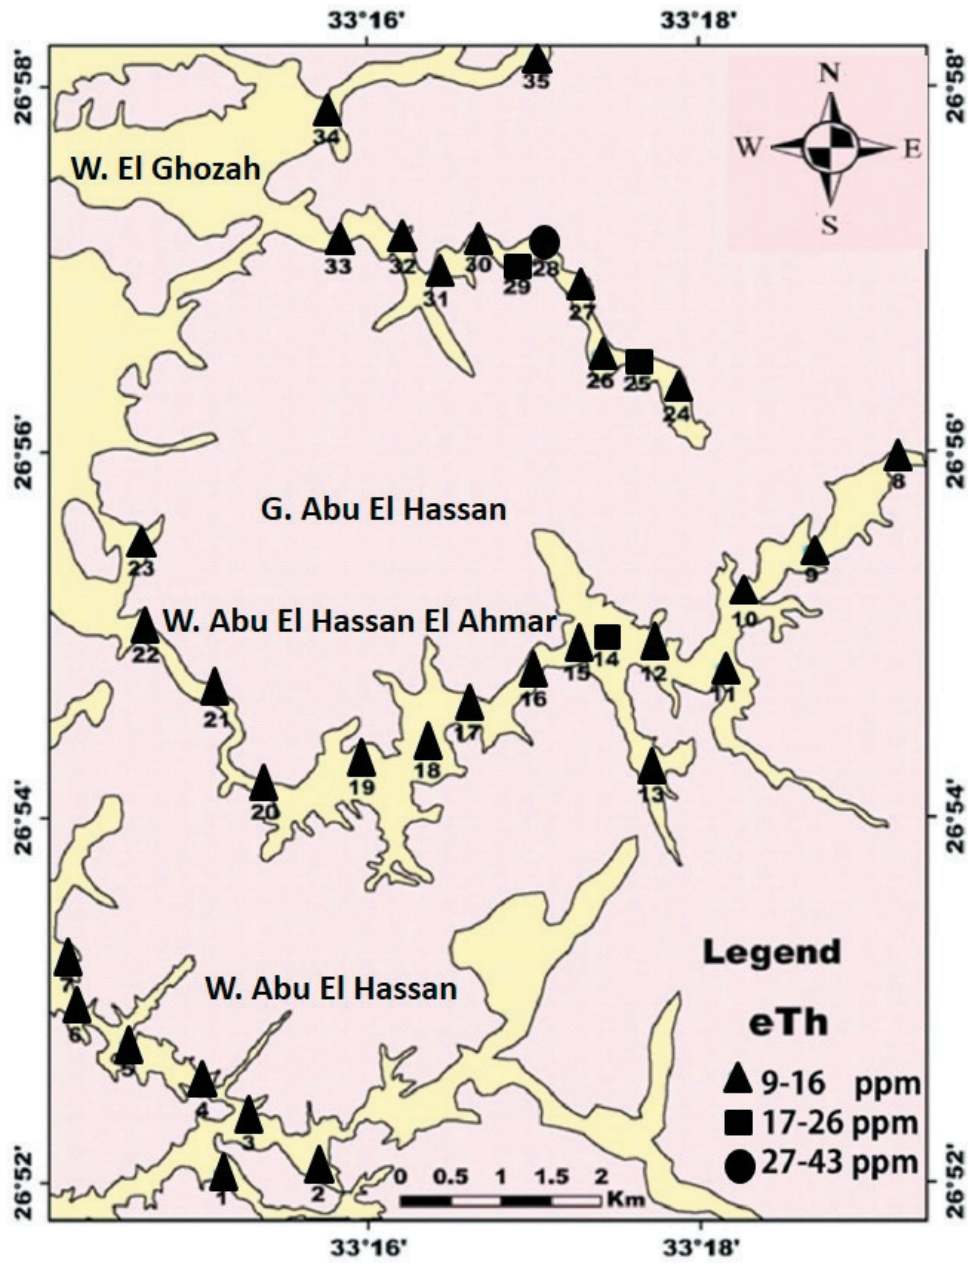 33°16' 33°18'
26°58' 26°58'
35
N
34
W E
W. El Ghozah
S
33 32 30 28
31 29
27
26 25
24
26°56' 26°56'
8
G. Abu El Hassan
23 9
10
W. Abu El Hassan El Ahmar
22 15 14 12
16 11
21
17
18
19 13
20
26°54' 26°54'
Legend
7
W. Abu El Hassan
eTh
6
5
9-16 ppm
4
17-26 ppm
3
27-43 ppm
26°52' 26°52'
1 2
0 0.5 1 1.5 2
Km
33°16' 33°18'